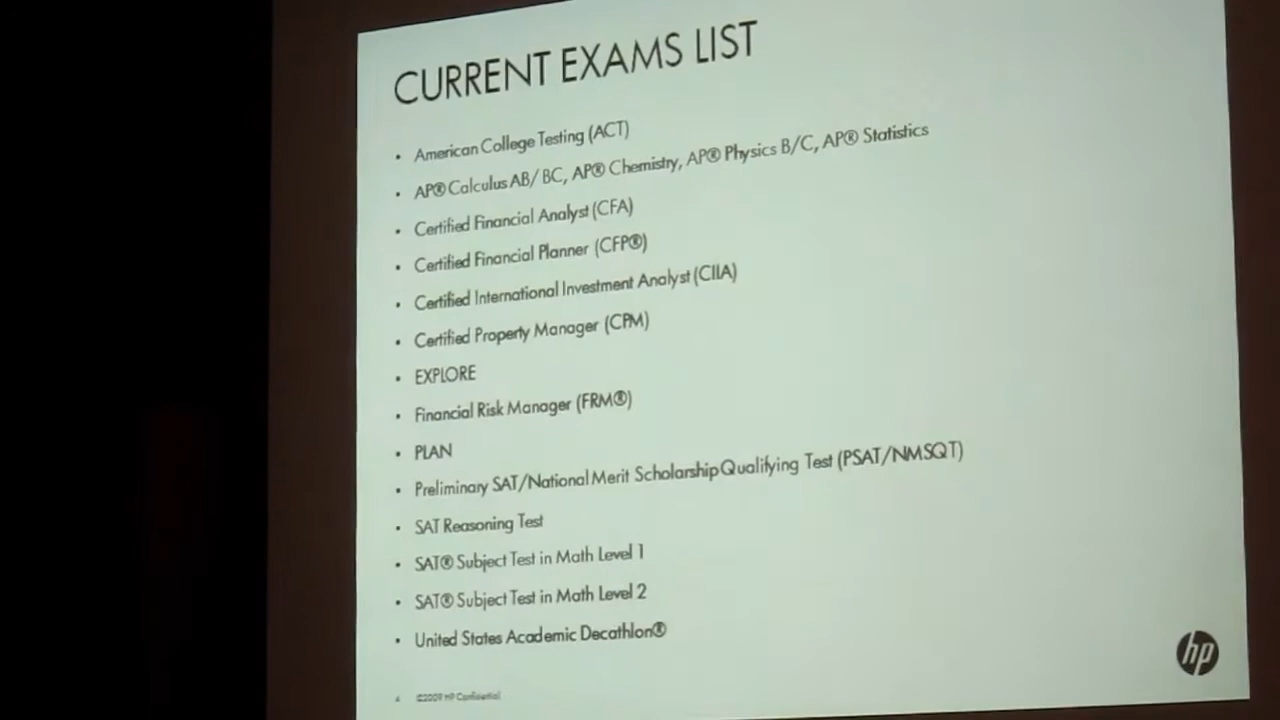 CURRENT EXAMS LIST
• American College Testing (ACT)
• AP® Calculus AB/ BC, AP® Chemistry, AP® Physics B/C, AP® Statistics
• Certified Financial Analyst (CFA)
• Certified Financial Planner (CFP®)
• Certified International Investment Analyst (CIIA)
• Certified Property Manager (CPM)
• EXPLORE
• Financial Risk Manager (FRM®)
• PLAN
• Preliminary SAT/National Merit Scholarship Qualifying Test (PSAT/NMSQT)
• SAT Reasoning Test
• SAT® Subject Test in Math Level 1
• SAT® Subject Test in Math Level 2
• United States Academic Decathlon®
hp
4 ©2009 HP Confidential